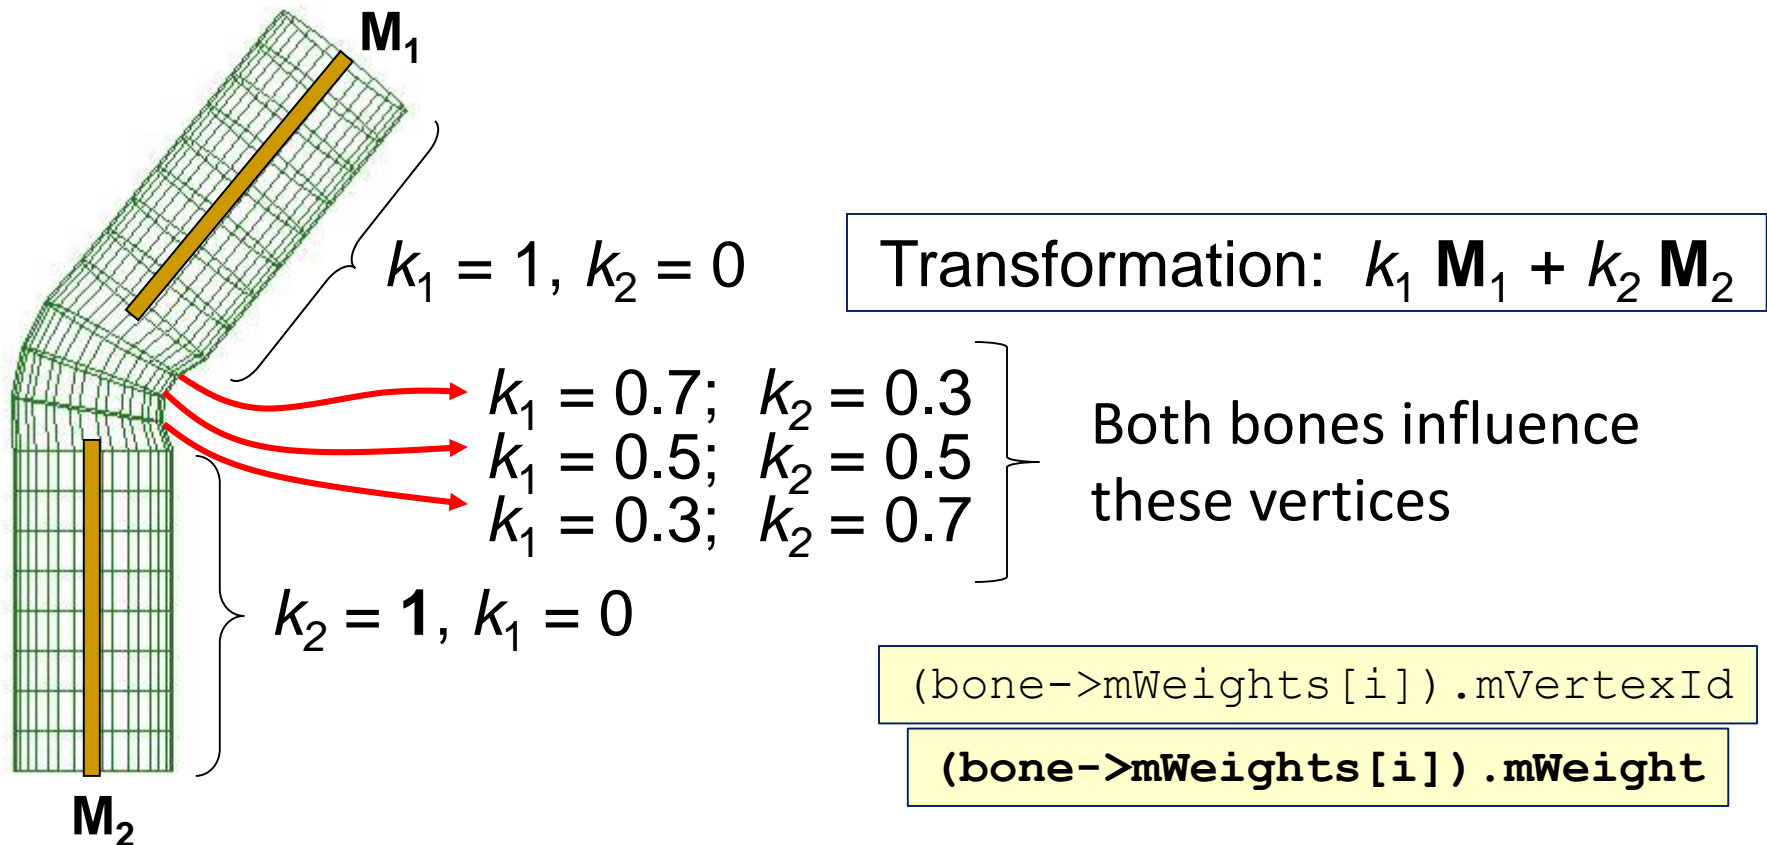 M₁
k₁ = 1, k₂ = 0
Transformation: k₁ M₁ + k₂ M₂
k₁ = 0.7; k₂ = 0.3
k₁ = 0.5; k₂ = 0.5
k₁ = 0.3; k₂ = 0.7
Both bones influence
these vertices
k₂ = 1, k₁ = 0
(bone->mWeights[i]).mVertexId
(bone->mWeights[i]).mWeight
M₂